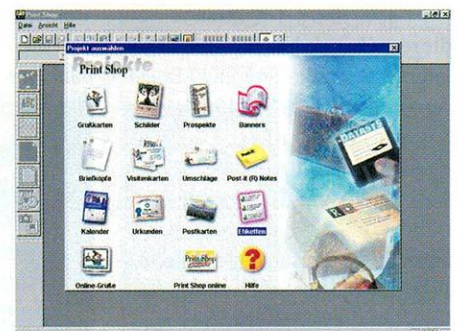 Print Shop
Datei Ansicht Hilfe
Projekt auswählen
Projekte
Print Shop
Grußkarten Schilder Prospekte Banners
Briefköpfe Visitenkarten Umschläge Post-it (R) Notes
Kalender Urkunden Postkarten Etiketten
Online-Grüße Print Shop online Hilfe
ABC